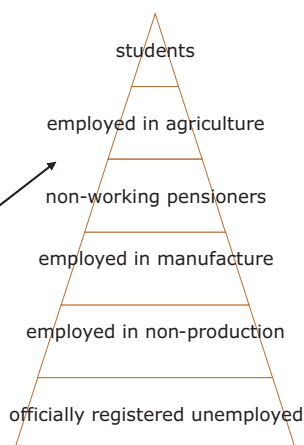 students
employed in agriculture
non-working pensioners
employed in manufacture
employed in non-production
officially registered unemployed